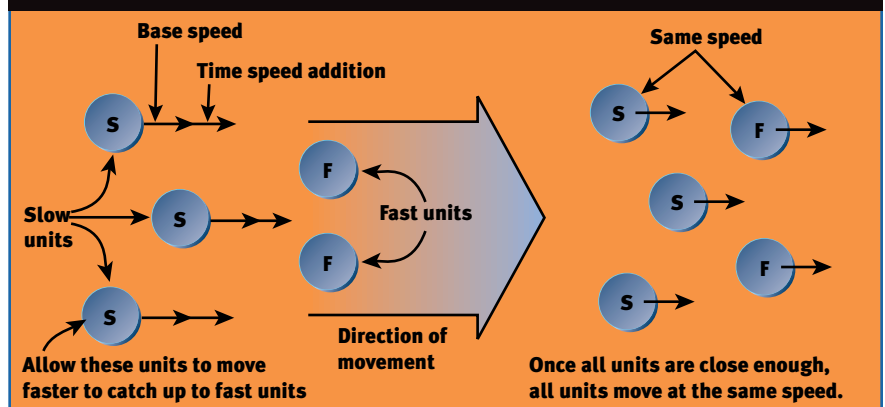 Base speed
Time speed addition
S
S
S
Slow
units
Allow these units to move
faster to catch up to fast units
F
F
Fast units
Direction of
movement
Same speed
S
F
S
F
S
Once all units are close enough,
all units move at the same speed.